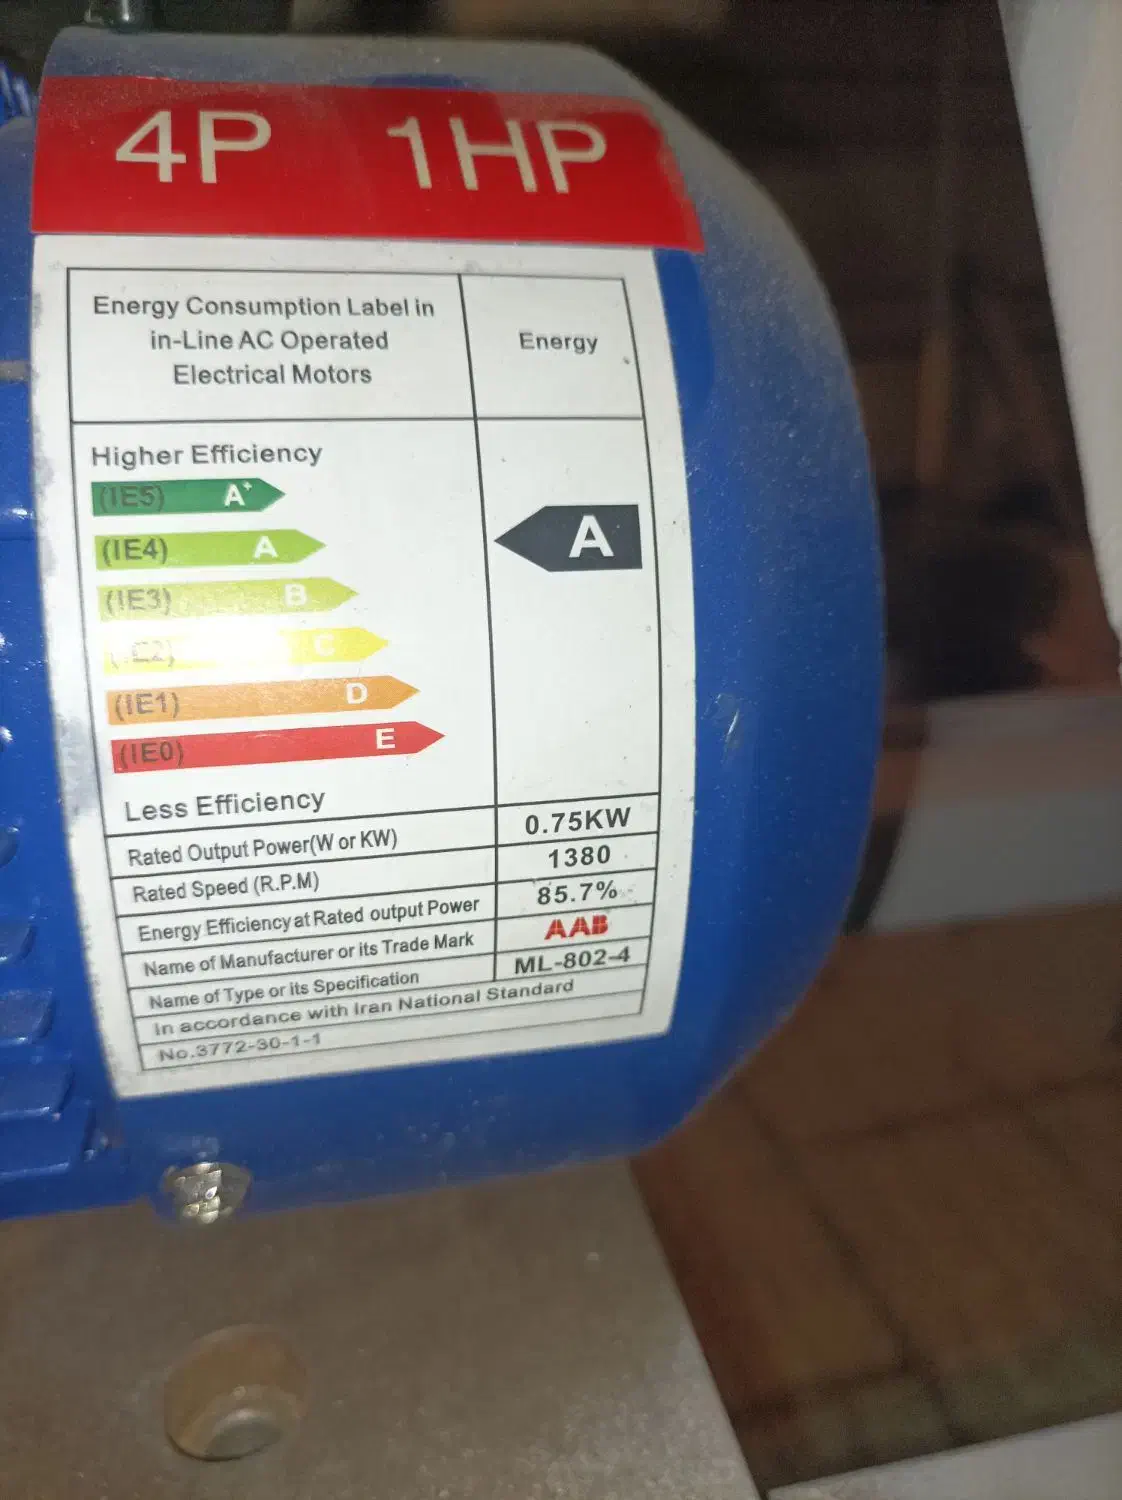 4P 1HP
Energy Consumption Label in
in-Line AC Operated
Electrical Motors
Energy
Higher Efficiency
(IE5) A+
(IE4) A
A
(IE3) B
C
(IE1) D
(IE0) E
Less Efficiency
Rated Output Power(W or KW) 0.75KW
Rated Speed (R.P.M) 1380
Energy Efficiency at Rated output Power 85.7%
Name of Manufacturer or its Trade Mark AAB
Name of Type or its Specification ML-802-4
In accordance with Iran National Standard
No.3772-30-1-1